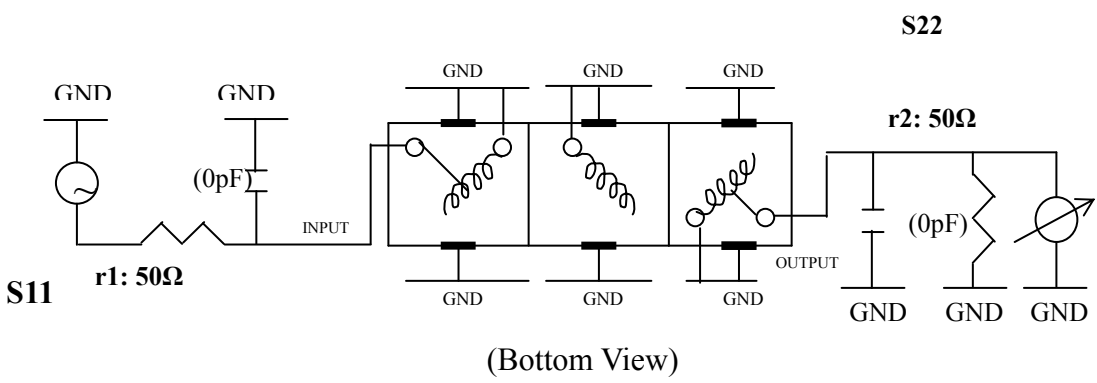 S22
GND
GND
GND
GND
GND
r2: 50Ω
(0pF)
(0pF)
INPUT
r1: 50Ω
S11
OUTPUT
GND
GND
GND
GND
GND
GND
(Bottom View)